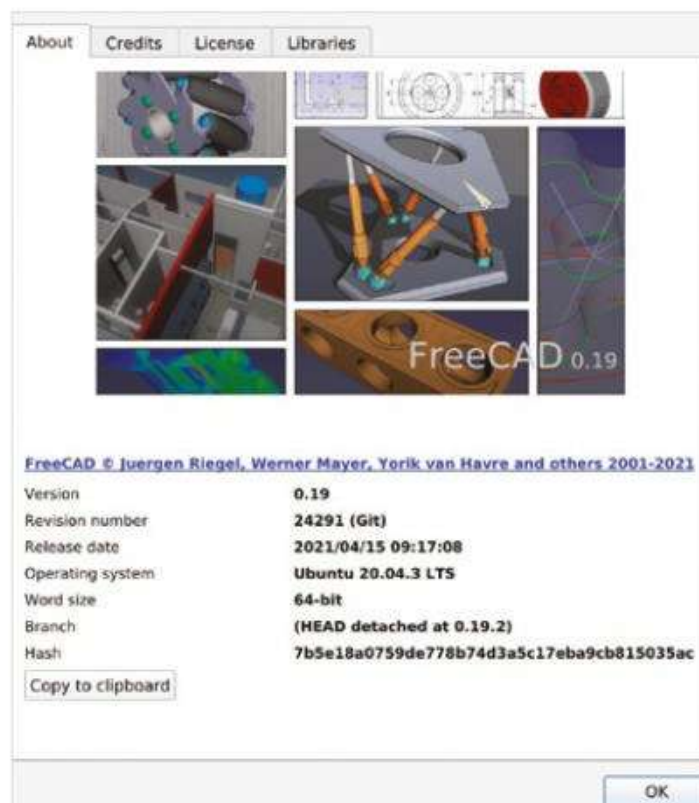 About Credits License Libraries
FreeCAD 0.19
FreeCAD © Juergen Riegel, Werner Mayer, Yorik van Havre and others 2001-2021
Version 0.19
Revision number 24291 (Git)
Release date 2021/04/15 09:17:08
Operating system Ubuntu 20.04.3 LTS
Word size 64-bit
Branch (HEAD detached at 0.19.2)
Hash 7b5e18a0759de778b74d3a5c17eba9cb815035ac
Copy to clipboard
OK